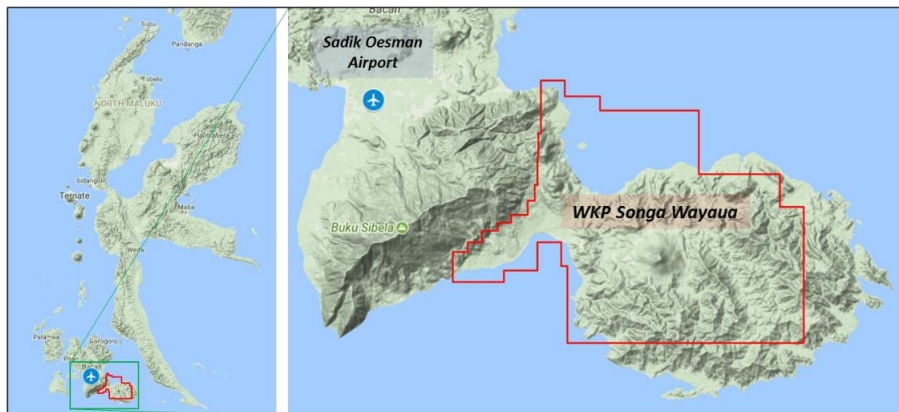 Supu
Pandanga
Tobelo
NORTH MALUKU
Halmahera
Sidangoli
Ternate
Maba
Weda
Palamea
Gorogoro
Bacan
Bacan
Sadik Oesman
Airport
WKP Songa Wayaua
Buku Sibela